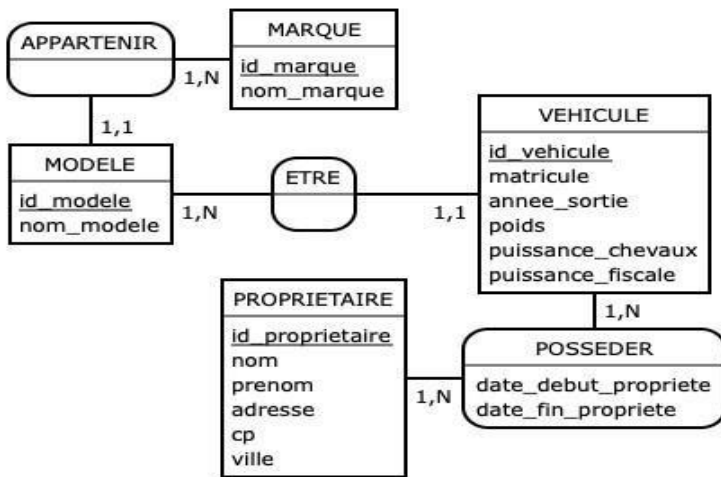 APPARTENIR
MARQUE
id_marque
nom_marque
1,N
1,1
MODELE
id_modele
nom_modele
1,N
ETRE
1,1
VEHICULE
id_vehicule
matricule
annee_sortie
poids
puissance_chevaux
puissance_fiscale
1,N
PROPRIETAIRE
id_proprietaire
nom
prenom
adresse
cp
ville
1,N
POSSEDER
date_debut_propriete
date_fin_propriete